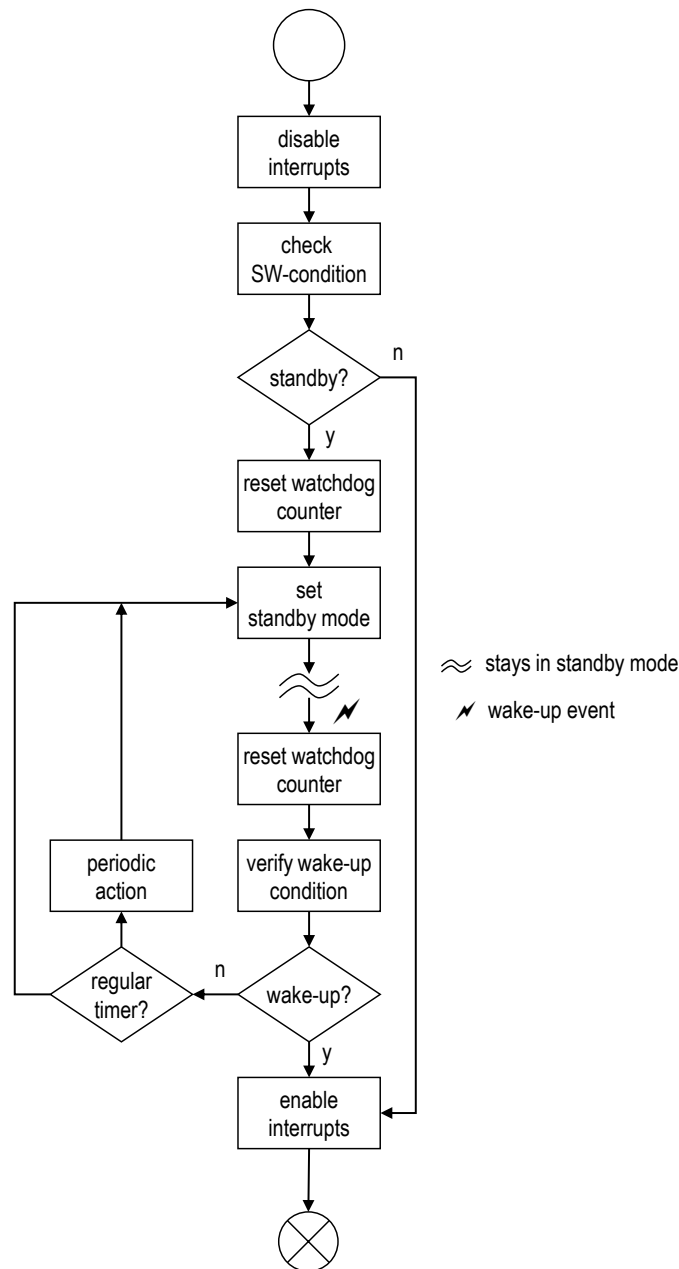 disable
interrupts
check
SW-condition
n
standby?
y
reset watchdog
counter
set
standby mode
stays in standby mode
wake-up event
reset watchdog
counter
periodic
action
verify wake-up
condition
n
regular
timer?
wake-up?
y
enable
interrupts